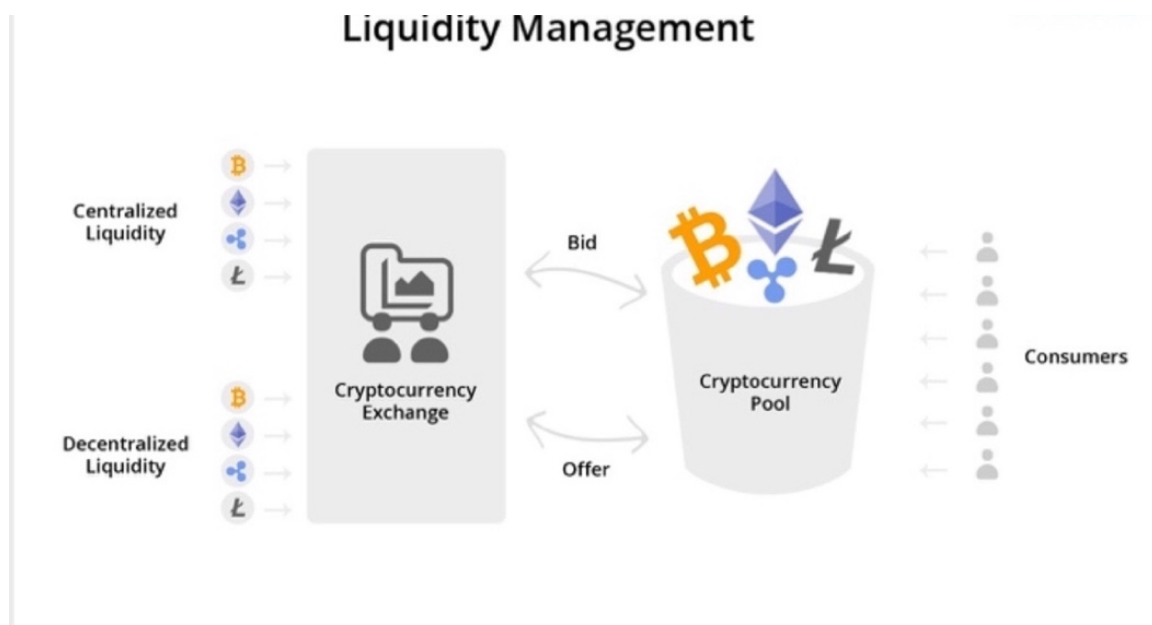 Liquidity Management
Centralized
Liquidity
Decentralized
Liquidity
Cryptocurrency
Exchange
Bid
Offer
Cryptocurrency
Pool
Consumers